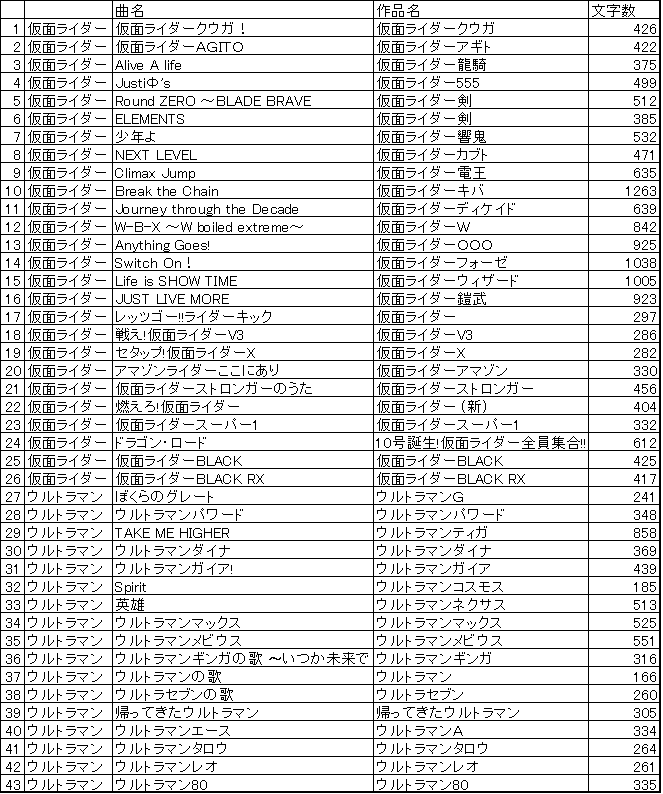 曲名 作品名 文字数
1 仮面ライダー 仮面ライダークウガ！ 仮面ライダークウガ 426
2 仮面ライダー 仮面ライダーAGITO 仮面ライダーアギト 422
3 仮面ライダー Alive A life 仮面ライダー龍騎 375
4 仮面ライダー JustiΦ's 仮面ライダー555 499
5 仮面ライダー Round ZERO ～BLADE BRAVE 仮面ライダー剣 512
6 仮面ライダー ELEMENTS 仮面ライダー剣 385
7 仮面ライダー 少年よ 仮面ライダー響鬼 532
8 仮面ライダー NEXT LEVEL 仮面ライダーカブト 471
9 仮面ライダー Climax Jump 仮面ライダー電王 635
10 仮面ライダー Break the Chain 仮面ライダーキバ 1263
11 仮面ライダー Journey through the Decade 仮面ライダーディケイド 639
12 仮面ライダー W-B-X ～W boiled extreme～ 仮面ライダーW 842
13 仮面ライダー Anything Goes! 仮面ライダーOOO 925
14 仮面ライダー Switch On！ 仮面ライダーフォーゼ 1038
15 仮面ライダー Life is SHOW TIME 仮面ライダーウィザード 1005
16 仮面ライダー JUST LIVE MORE 仮面ライダー鎧武 923
17 仮面ライダー レッツゴー!!ライダーキック 仮面ライダー 297
18 仮面ライダー 戦え!仮面ライダーV3 仮面ライダーV3 286
19 仮面ライダー セタップ!仮面ライダーX 仮面ライダーX 282
20 仮面ライダー アマゾンライダーここにあり 仮面ライダーアマゾン 330
21 仮面ライダー 仮面ライダーストロンガーのうた 仮面ライダーストロンガー 456
22 仮面ライダー 燃えろ!仮面ライダー 仮面ライダー（新） 404
23 仮面ライダー 仮面ライダースーパー1 仮面ライダースーパー1 332
24 仮面ライダー ドラゴン・ロード 10号誕生!仮面ライダー全員集合!! 612
25 仮面ライダー 仮面ライダーBLACK 仮面ライダーBLACK 425
26 仮面ライダー 仮面ライダーBLACK RX 仮面ライダーBLACK RX 417
27 ウルトラマン ぼくらのグレート ウルトラマンG 241
28 ウルトラマン ウルトラマンパワード ウルトラマンパワード 348
29 ウルトラマン TAKE ME HIGHER ウルトラマンティガ 858
30 ウルトラマン ウルトラマンダイナ ウルトラマンダイナ 369
31 ウルトラマン ウルトラマンガイア! ウルトラマンガイア 439
32 ウルトラマン Spirit ウルトラマンコスモス 185
33 ウルトラマン 英雄 ウルトラマンネクサス 513
34 ウルトラマン ウルトラマンマックス ウルトラマンマックス 525
35 ウルトラマン ウルトラマンメビウス ウルトラマンメビウス 551
36 ウルトラマン ウルトラマンギンガの歌 ～いつか未来で ウルトラマンギンガ 316
37 ウルトラマン ウルトラマンの歌 ウルトラマン 166
38 ウルトラマン ウルトラセブンの歌 ウルトラセブン 260
39 ウルトラマン 帰ってきたウルトラマン 帰ってきたウルトラマン 305
40 ウルトラマン ウルトラマンエース ウルトラマンA 334
41 ウルトラマン ウルトラマンタロウ ウルトラマンタロウ 264
42 ウルトラマン ウルトラマンレオ ウルトラマンレオ 261
43 ウルトラマン ウルトラマン80 ウルトラマン80 335